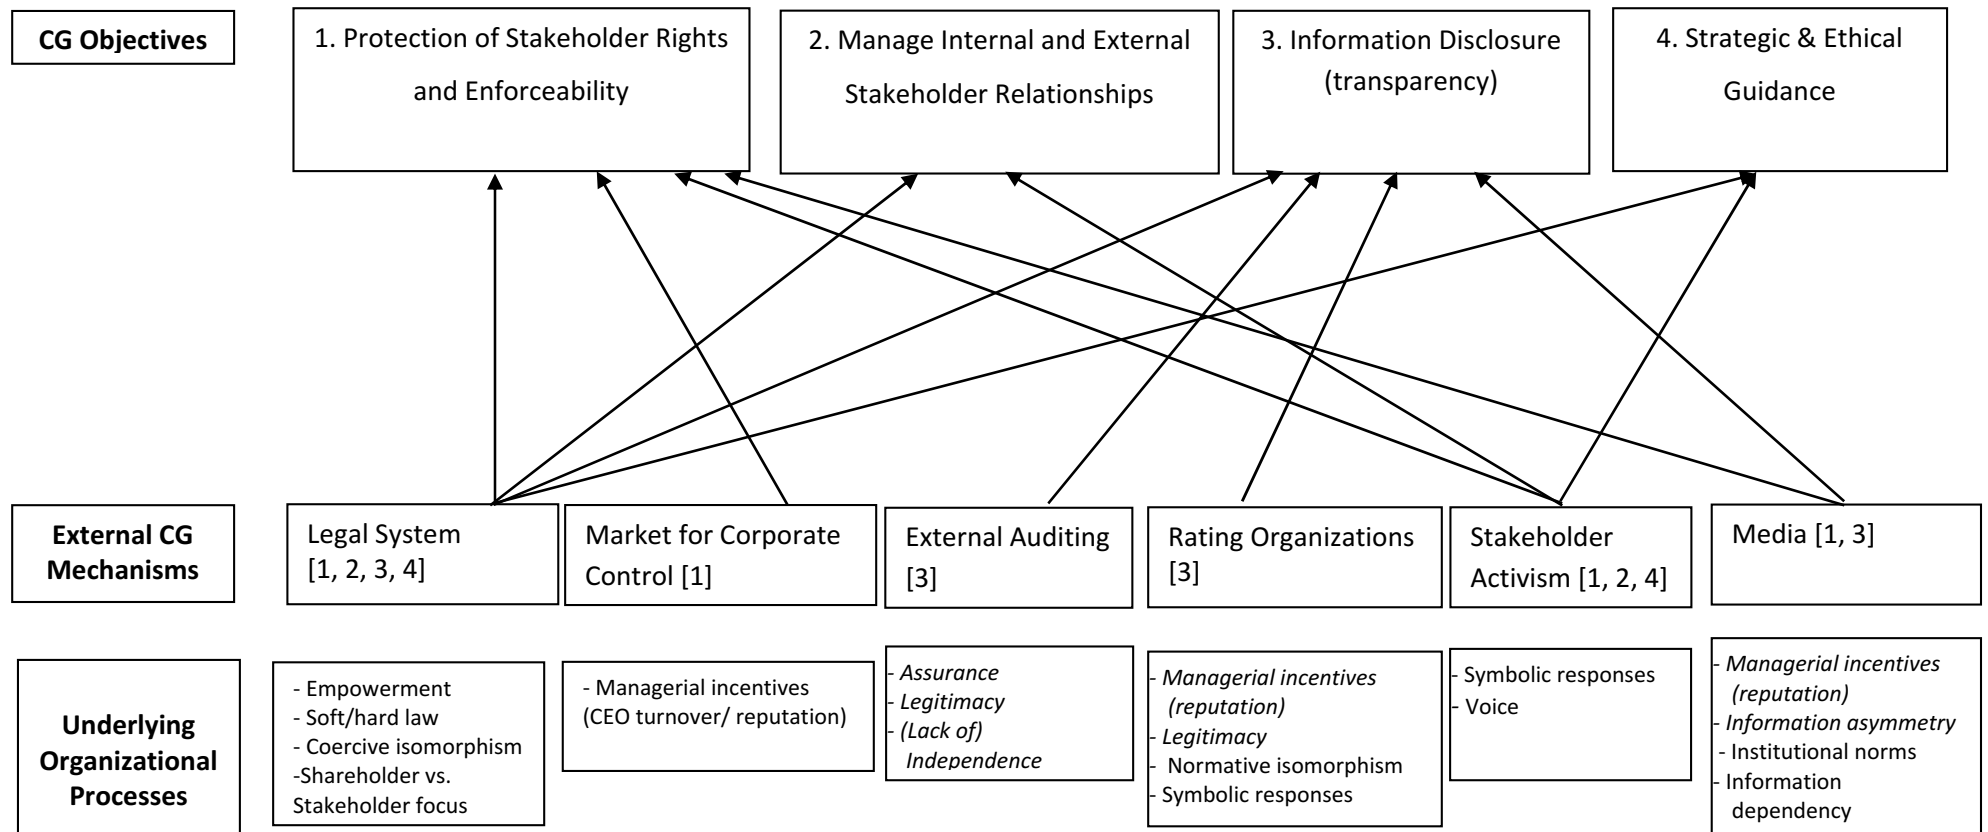 CG Objectives
1. Protection of Stakeholder Rights
and Enforceability
2. Manage Internal and External
Stakeholder Relationships
3. Information Disclosure
(transparency)
4. Strategic & Ethical
Guidance
External CG
Mechanisms
Legal System
[1, 2, 3, 4]
Market for Corporate
Control [1]
External Auditing
[3]
Rating Organizations
[3]
Stakeholder
Activism [1, 2, 4]
Media [1, 3]
Underlying
Organizational
Processes
- Empowerment
- Soft/hard law
- Coercive isomorphism
-Shareholder vs.
Stakeholder focus
- Managerial incentives
(CEO turnover/ reputation)
- Assurance
- Legitimacy
- (Lack of)
Independence
- Managerial incentives
(reputation)
- Legitimacy
- Normative isomorphism
- Symbolic responses
- Symbolic responses
- Voice
- Managerial incentives
(reputation)
- Information asymmetry
- Institutional norms
- Information
dependency